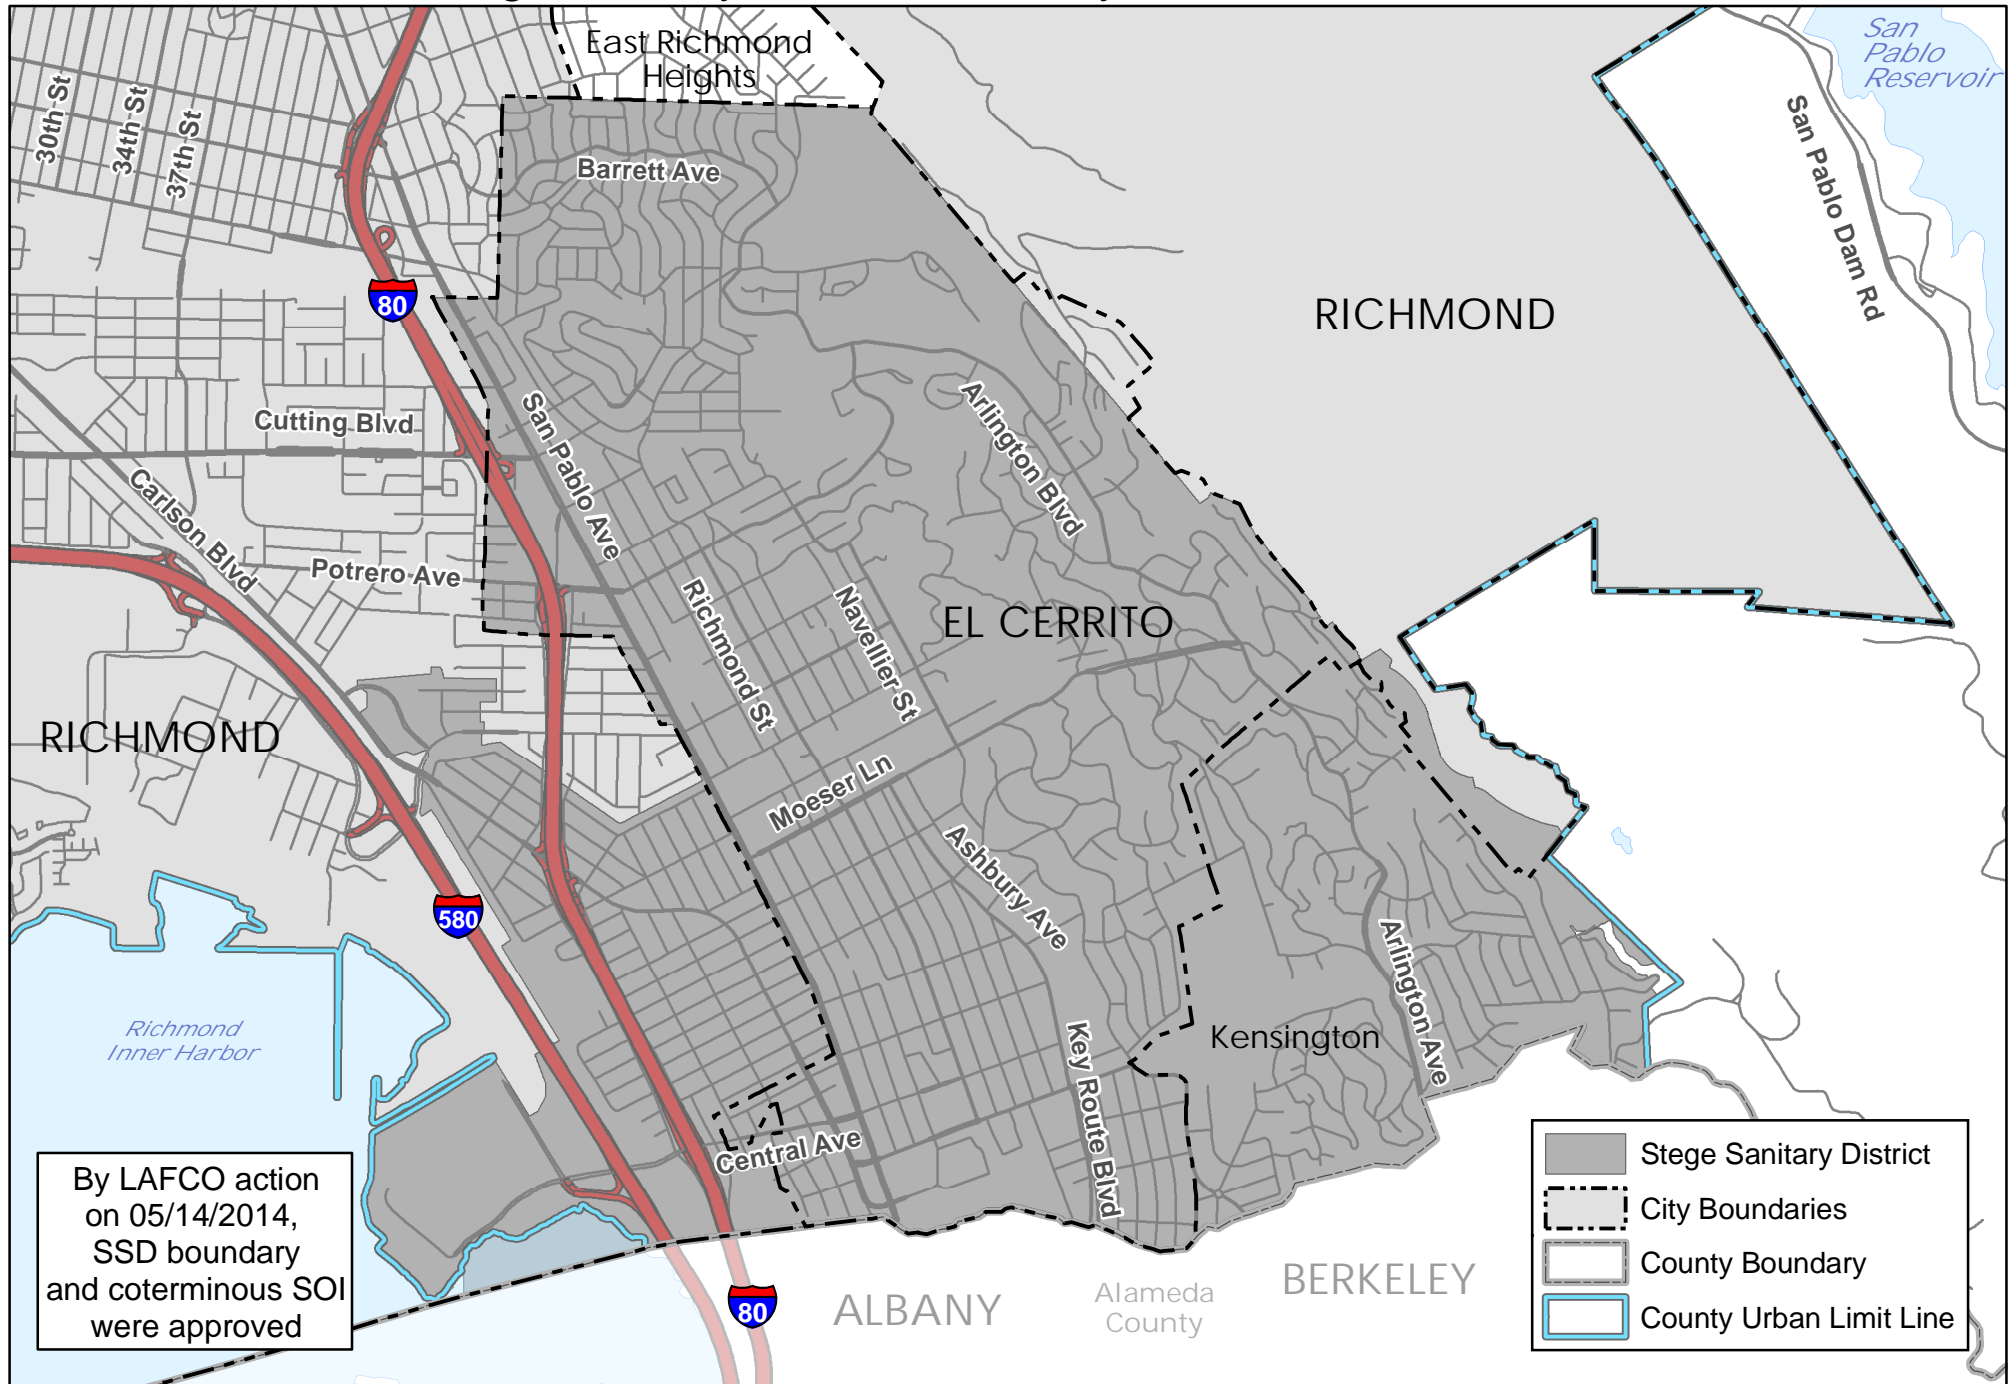 East Richmond
Heights
San
Pablo
Reservoir
30th St
34th St
37th St
Barrett Ave
San Pablo Dam Rd
80
RICHMOND
Cutting Blvd
San Pablo Ave
Arlington Blvd
Carlson Blvd
Potrero Ave
Richmond St
Navellier St
EL CERRITO
RICHMOND
Moeser Ln
Ashbury Ave
580
Arlington Ave
Richmond
Inner Harbor
Key Route Blvd
Kensington
Central Ave
By LAFCO action
on 05/14/2014,
SSD boundary
and coterminous SOI
were approved
80
ALBANY
Alameda
County
BERKELEY
Stege Sanitary District
City Boundaries
County Boundary
County Urban Limit Line